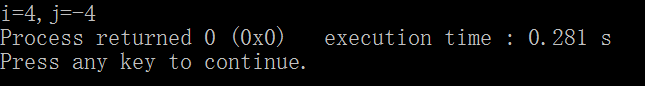 i=4,j=-4
Process returned 0 (0x0)   execution time : 0.281 s
Press any key to continue.